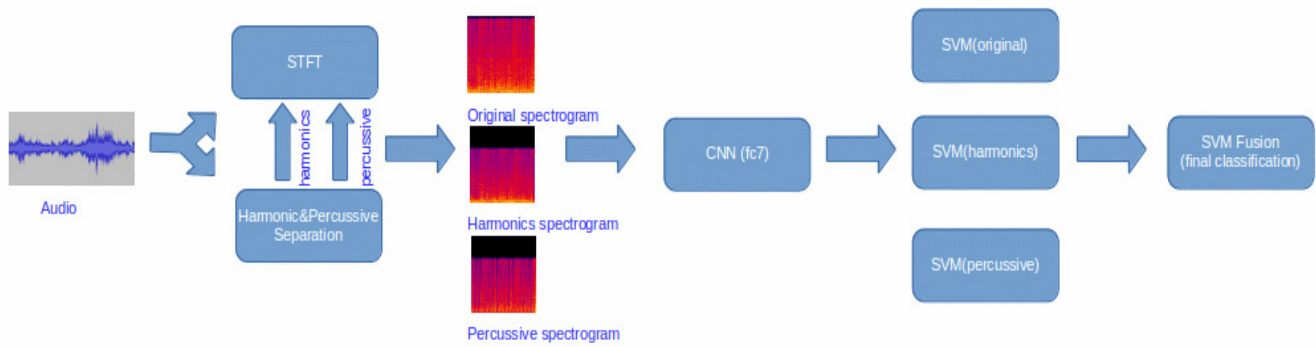 Audio
STFT
harmonics
percussive
Harmonic&Percussive
Separation
Original spectrogram
Harmonics spectrogram
Percussive spectrogram
CNN (fc7)
SVM(original)
SVM(harmonics)
SVM(percussive)
SVM Fusion
(final classification)